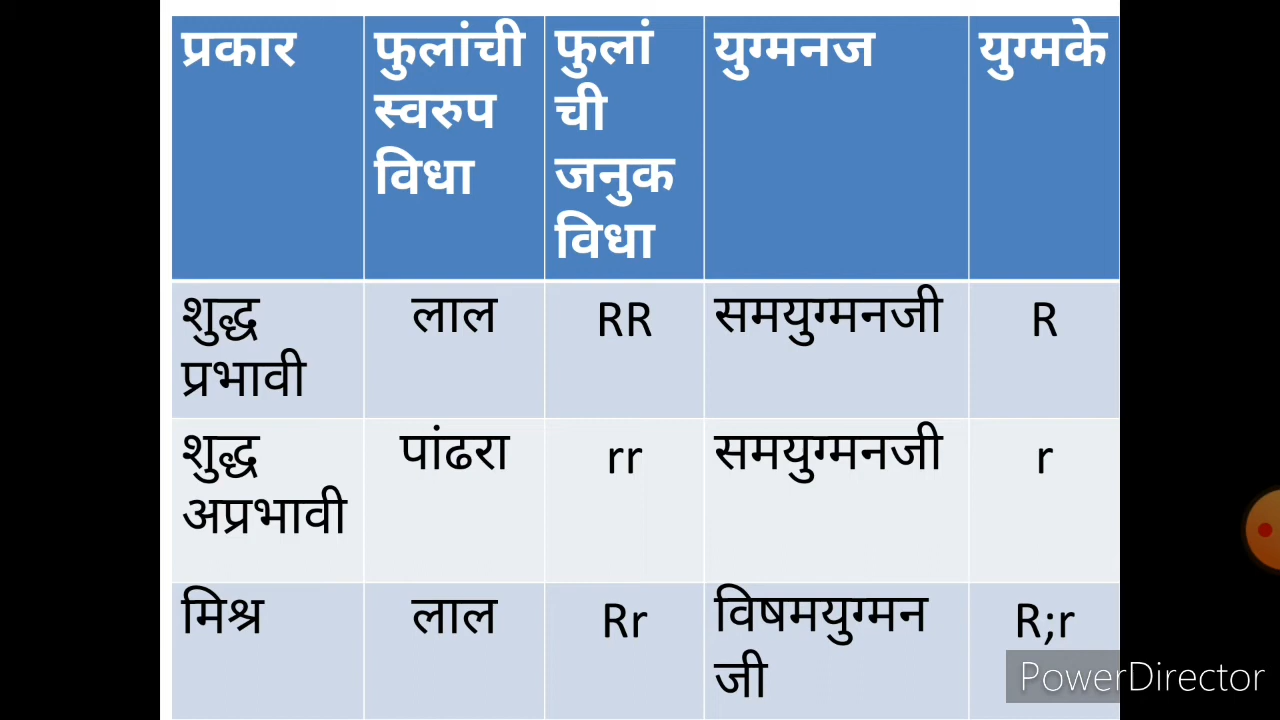 प्रकार
फुलांची
स्वरुप
विधा
फुलां
ची
जनुक
विधा
युग्मनज
युग्मके
शुद्ध
प्रभावी
लाल
RR
समयुग्मनजी
R
शुद्ध
अप्रभावी
पांढरा
rr
समयुग्मनजी
r
मिश्र
लाल
Rr
विषमयुग्मन
जी
R;r
PowerDirector